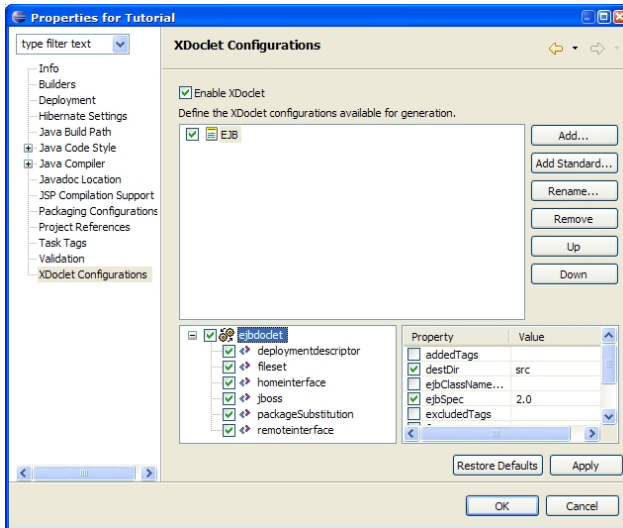 Properties for Tutorial
type filter text
XDoclet Configurations
Info
Builders
Deployment
Hibernate Settings
Java Build Path
Java Code Style
Java Compiler
Javadoc Location
JSP Compilation Support
Packaging Configurations
Project References
Task Tags
Validation
XDoclet Configurations
Enable XDoclet
Define the XDoclet configurations available for generation.
EJB
Add...
Add Standard...
Rename...
Remove
Up
Down
ejbdoclet
deploymentdescriptor
fileset
homeinterface
jboss
packageSubstitution
remoteinterface
Property Value
addedTags
destDir src
ejbClassName...
ejbSpec 2.0
excludedTags
Restore Defaults
Apply
OK
Cancel